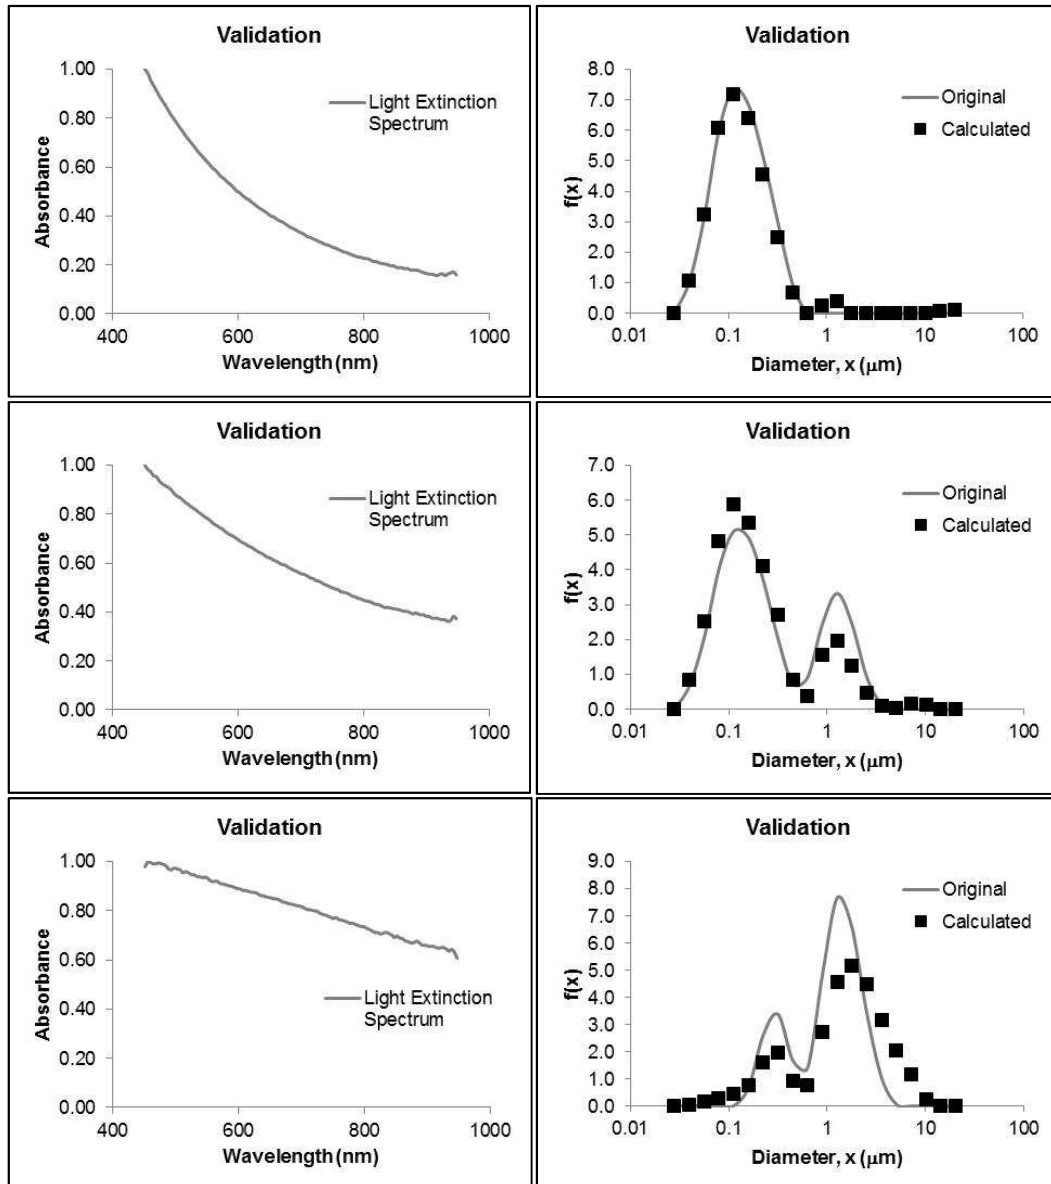 Validation
1.00
0.80
0.60
0.40
0.20
0.00
Absorbance
Light Extinction
Spectrum
400
600
800
1000
Wavelength (nm)
Validation
8.0
7.0
6.0
5.0
4.0
3.0
2.0
1.0
0.0
f(x)
Original
Calculated
0.01
0.1
1
10
100
Diameter, x (μm)
Validation
1.00
0.80
0.60
0.40
0.20
0.00
Absorbance
Light Extinction
Spectrum
400
600
800
1000
Wavelength (nm)
Validation
7.0
6.0
5.0
4.0
3.0
2.0
1.0
0.0
f(x)
Original
Calculated
0.01
0.1
1
10
100
Diameter, x (μm)
Validation
1.00
0.80
0.60
0.40
0.20
0.00
Absorbance
Light Extinction
Spectrum
400
600
800
1000
Wavelength (nm)
Validation
9.0
8.0
7.0
6.0
5.0
4.0
3.0
2.0
1.0
0.0
f(x)
Original
Calculated
0.01
0.1
1
10
100
Diameter, x (μm)